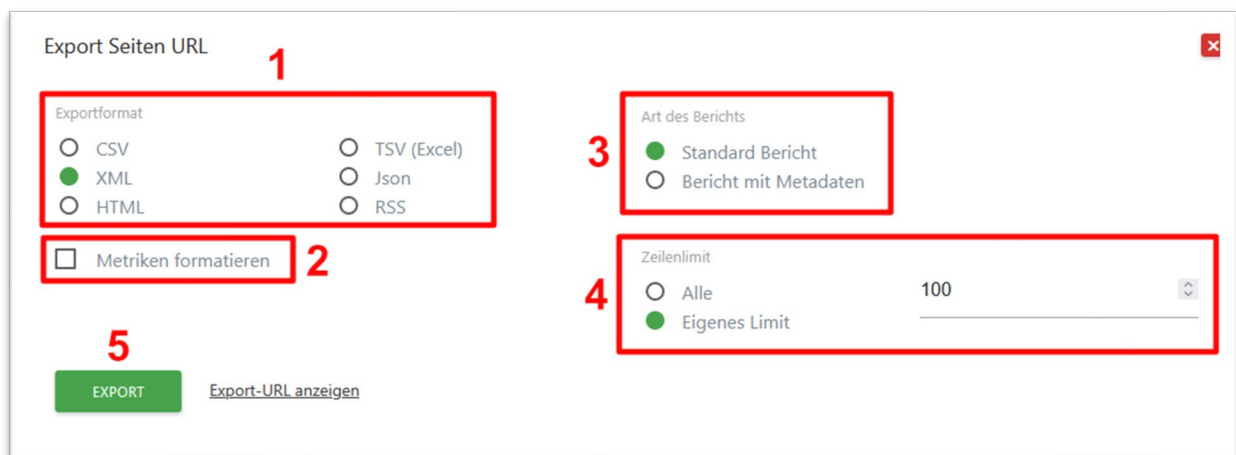 Export Seiten URL
1
Exportformat
CSV
TSV (Excel)
XML
Json
HTML
RSS
2
Metriken formatieren
3
Art des Berichts
Standard Bericht
Bericht mit Metadaten
4
Zeilenlimit
Alle
100
Eigenes Limit
5
EXPORT
Export-URL anzeigen